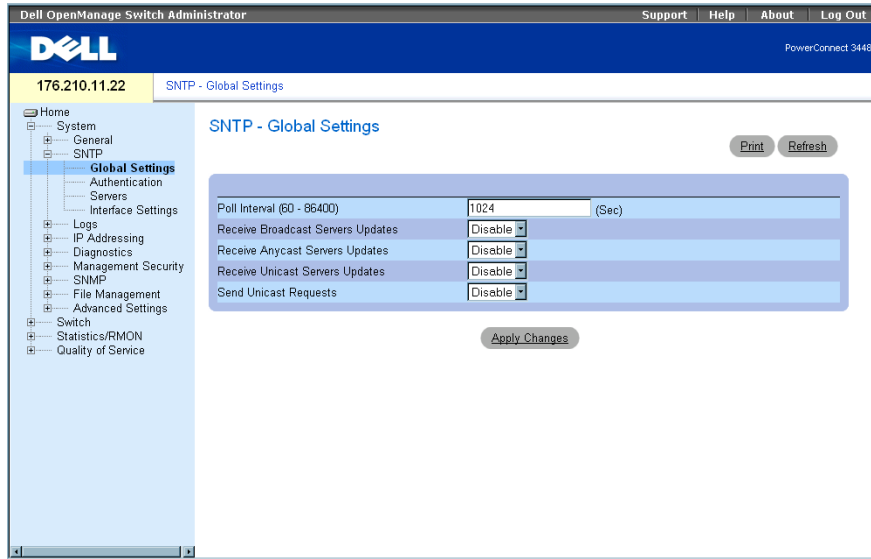 Dell OpenManage Switch Administrator
Support Help About Log Out
DELL
PowerConnect 3448
176.210.11.22
SNTP - Global Settings
Home
System
General
SNTP
Global Settings
Authentication
Servers
Interface Settings
Logs
IP Addressing
Diagnostics
Management Security
SNMP
File Management
Advanced Settings
Switch
Statistics/RMON
Quality of Service
SNTP - Global Settings
Print Refresh
Poll Interval (60 - 86400) 1024 (Sec)
Receive Broadcast Servers Updates Disable
Receive Anycast Servers Updates Disable
Receive Unicast Servers Updates Disable
Send Unicast Requests Disable
Apply Changes